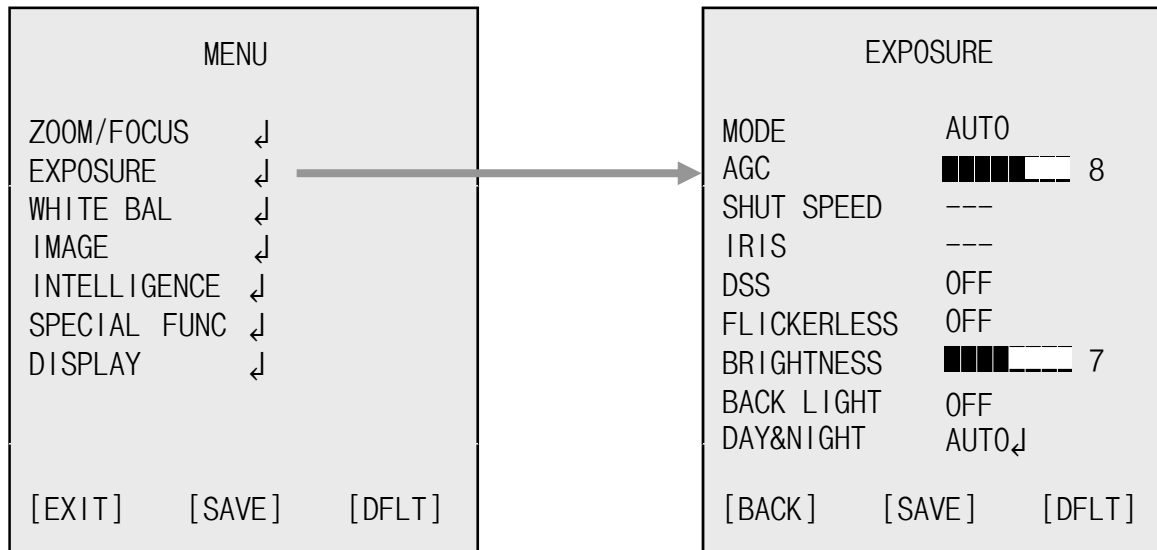 MENU
ZOOM/FOCUS ↲
EXPOSURE ↲
WHITE BAL ↲
IMAGE ↲
INTELLIGENCE ↲
SPECIAL FUNC ↲
DISPLAY ↲
[EXIT] [SAVE] [DFLT]
EXPOSURE
MODE AUTO
AGC 8
SHUT SPEED ---
IRIS ---
DSS OFF
FLICKERLESS OFF
BRIGHTNESS 7
BACK LIGHT OFF
DAY&NIGHT AUTO↲
[BACK] [SAVE] [DFLT]